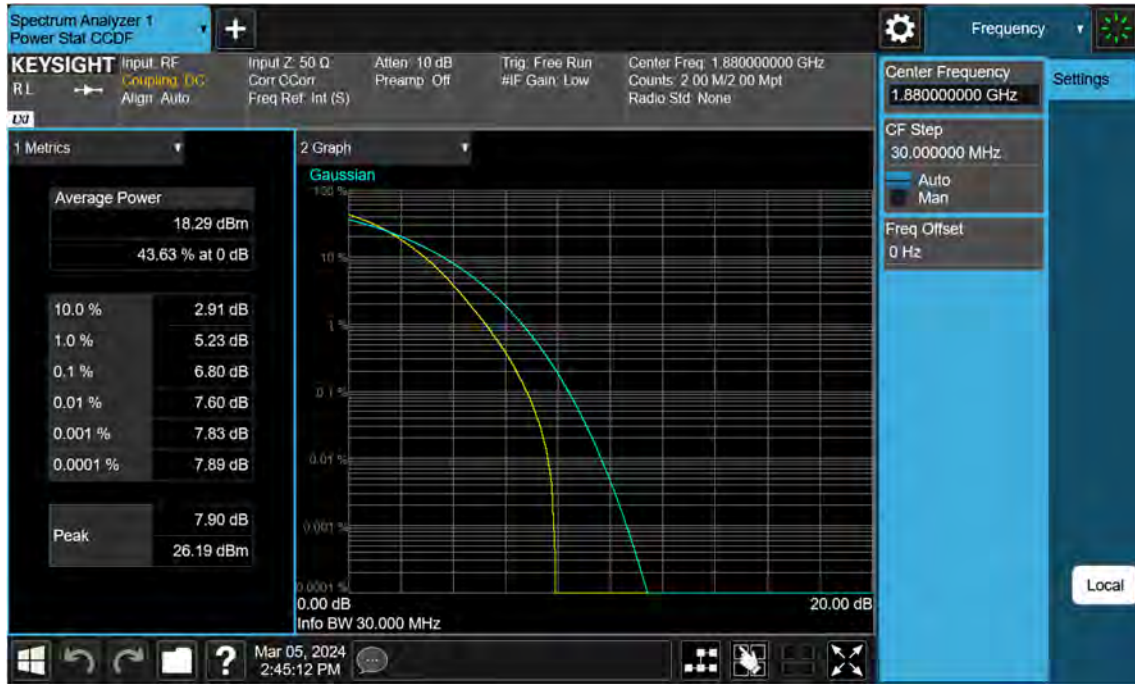 Spectrum Analyzer 1
Power Stat CCDF
+
Frequency
KEYSIGHT
RL
LXI
Input: RF
Coupling: DC
Align: Auto
Input Z: 50 Ω
Corr CCorr
Freq Ref: Int (S)
Atten: 10 dB
Preamp: Off
Trig: Free Run
#IF Gain: Low
Center Freq: 1.880000000 GHz
Counts: 2.00 M/2.00 Mpt
Radio Std: None
Center Frequency
1.880000000 GHz
Settings
CF Step
30.000000 MHz
Auto
Man
Freq Offset
0 Hz
Local
1 Metrics
Average Power
18.29 dBm
43.63 % at 0 dB
10.0 % 2.91 dB
1.0 % 5.23 dB
0.1 % 6.80 dB
0.01 % 7.60 dB
0.001 % 7.83 dB
0.0001 % 7.89 dB
Peak
7.90 dB
26.19 dBm
2 Graph
Gaussian
100 %
10 %
1 %
0.1 %
0.01 %
0.001 %
0.0001 %
0.00 dB 20.00 dB
Info BW 30.000 MHz
?
Mar 05, 2024
2:45:12 PM